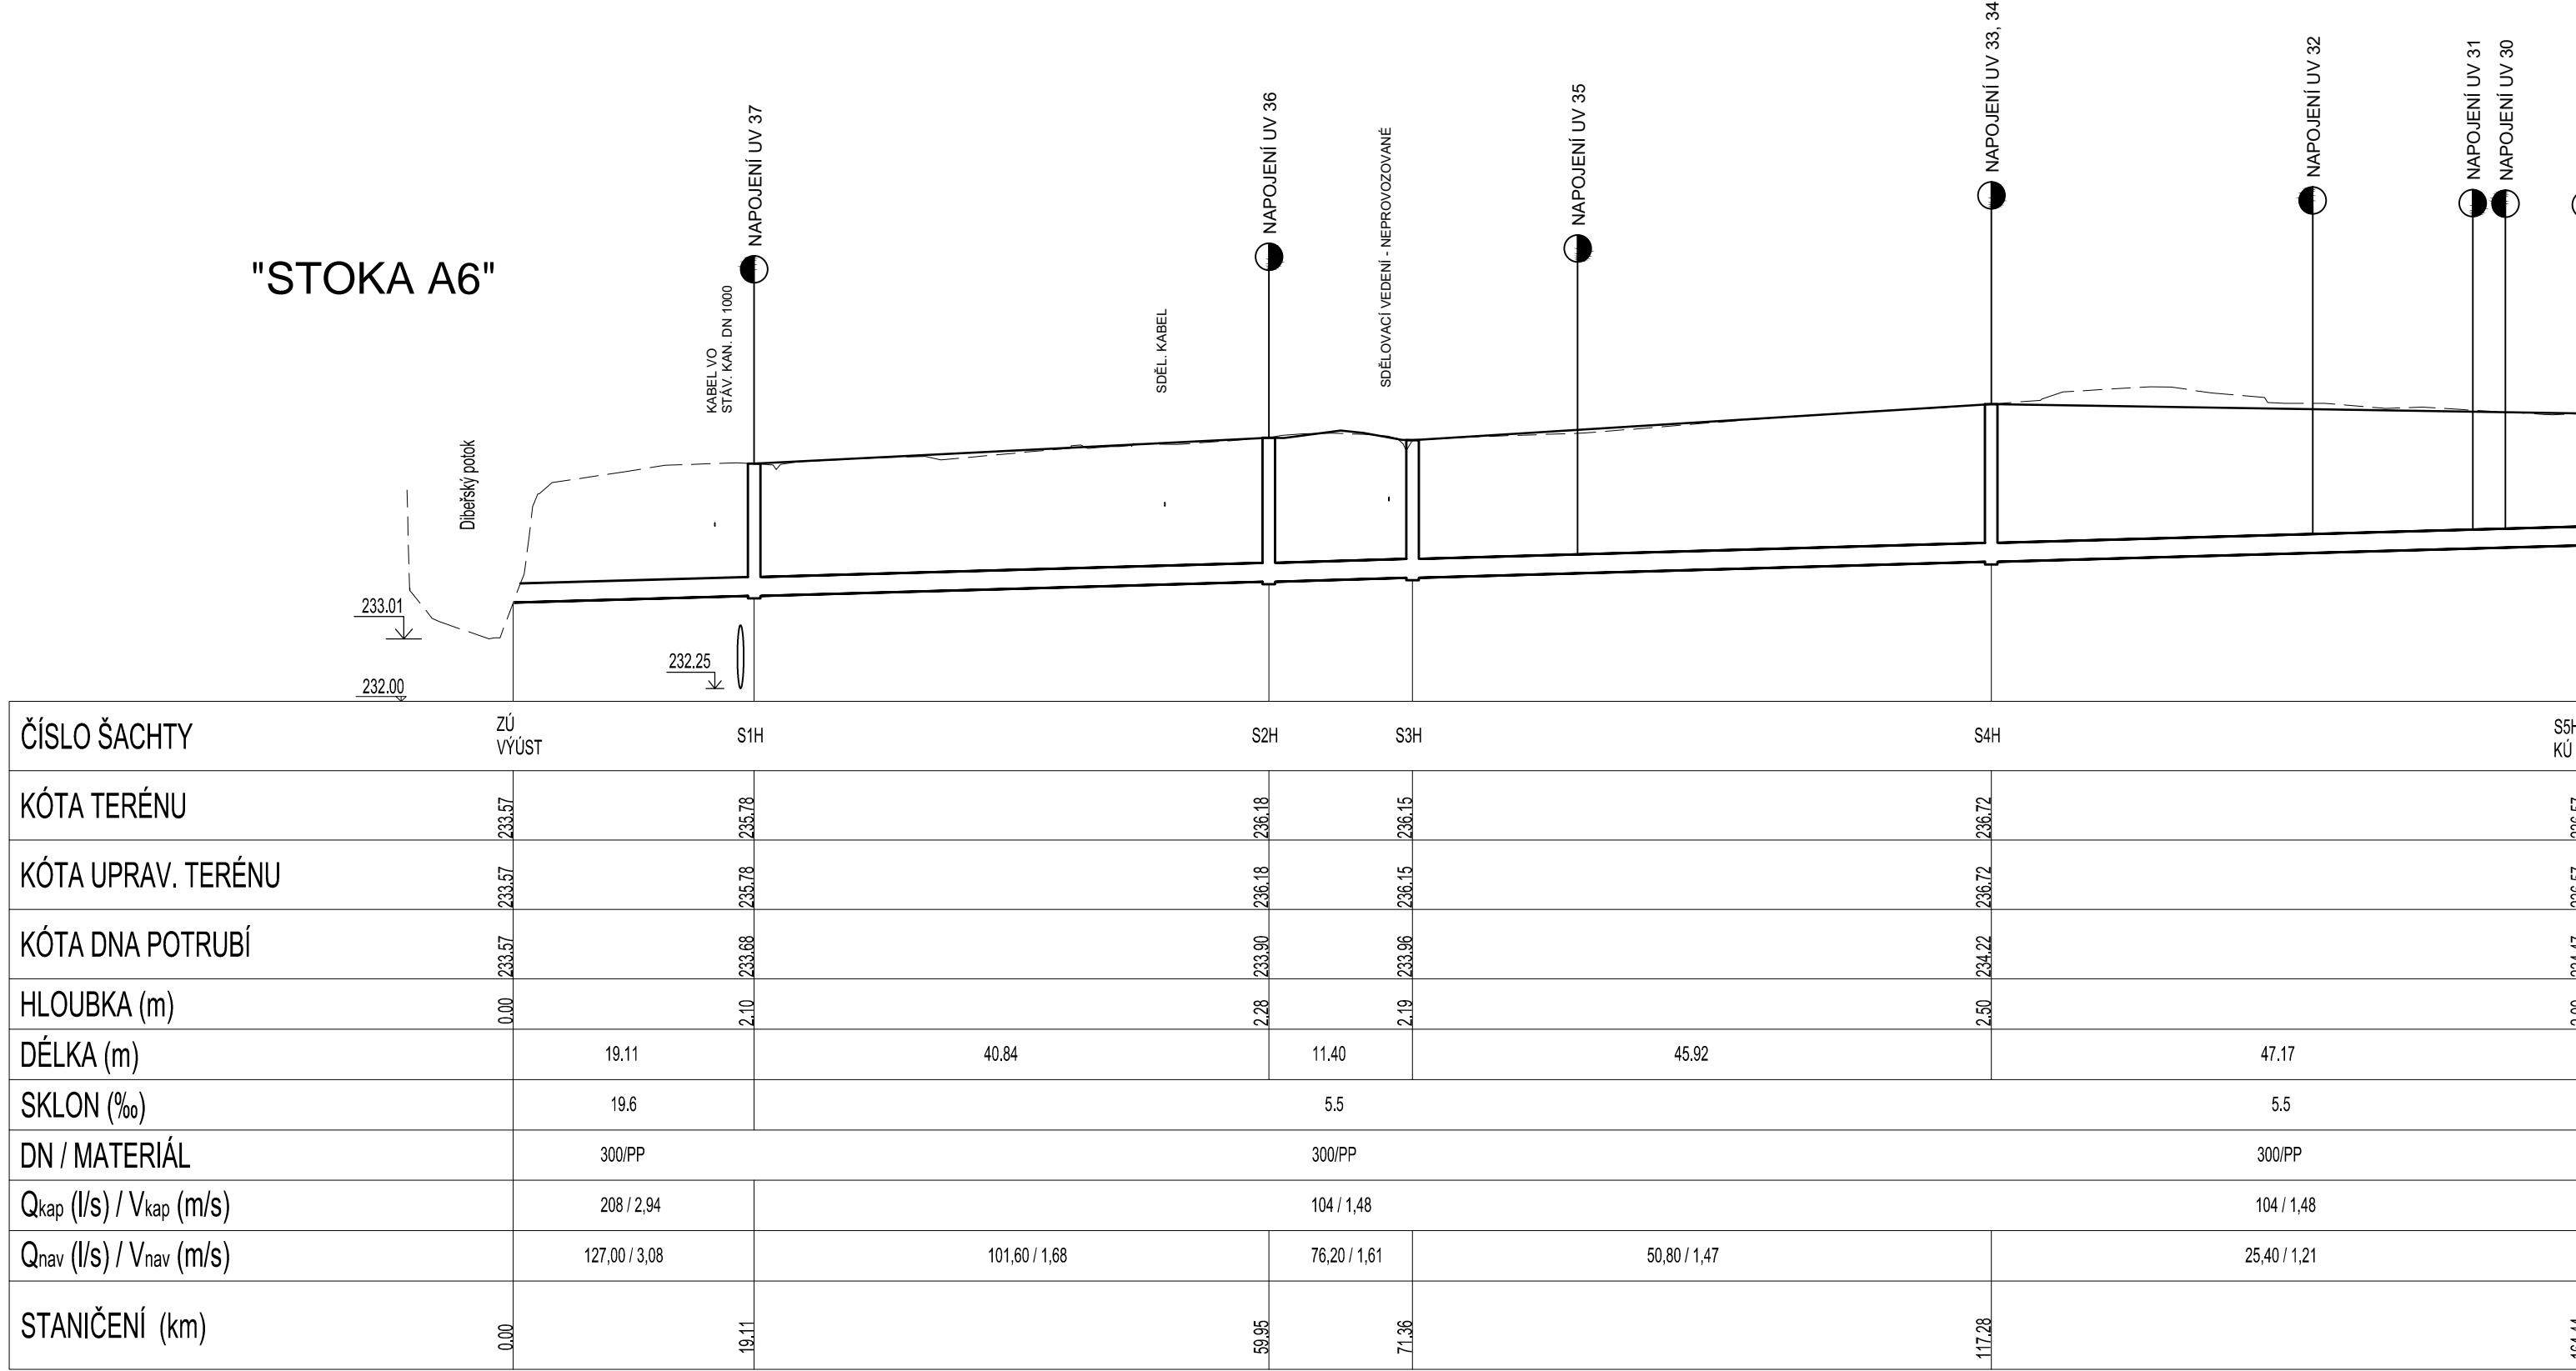 "STOKA A6"
NAPOJENÍ UV 37
NAPOJENÍ UV 36
NAPOJENÍ UV 35
NAPOJENÍ UV 33, 34
NAPOJENÍ UV 32
NAPOJENÍ UV 31
NAPOJENÍ UV 30
KABEL VO
STÁV. KAN. DN 1000
SDĚL. KABEL
SDĚLOVACÍ VEDENÍ - NEPROVOZOVANÉ
Dibeřský potok
233.01
232.25
232.00
ČÍSLO ŠACHTY
ZÚ
VÝÚST
S1H
S2H
S3H
S4H
S5H
KÚ
KÓTA TERÉNU
233.57
235.78
236.18
236.15
236.72
236.57
KÓTA UPRAV. TERÉNU
233.57
235.78
236.18
236.15
236.72
236.57
KÓTA DNA POTRUBÍ
233.57
233.68
233.90
233.96
234.22
HLOUBKA (m)
0.00
2.10
2.28
2.19
2.50
DÉLKA (m)
19.11
40.84
11.40
45.92
47.17
SKLON (‰)
19.6
5.5
5.5
DN / MATERIÁL
300/PP
300/PP
300/PP
Qkap (l/s) / Vkap (m/s)
208 / 2,94
104 / 1,48
104 / 1,48
Qnav (l/s) / Vnav (m/s)
127,00 / 3,08
101,60 / 1,68
76,20 / 1,61
50,80 / 1,47
25,40 / 1,21
STANIČENÍ (km)
0.00
19.11
59.95
71.36
117.28